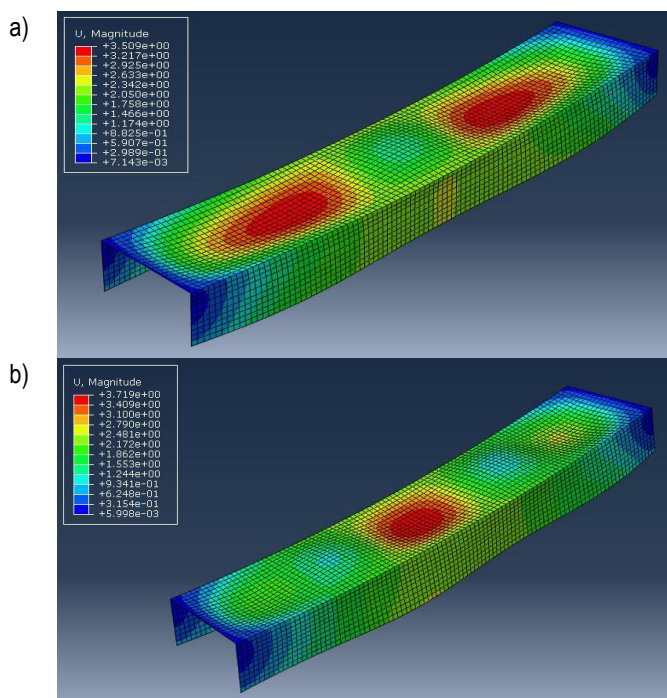 a)
U, Magnitude
+3.509e+00
+3.217e+00
+2.925e+00
+2.633e+00
+2.342e+00
+2.050e+00
+1.758e+00
+1.466e+00
+1.174e+00
+8.825e-01
+5.907e-01
+2.989e-01
+7.143e-03
b)
U, Magnitude
+3.719e+00
+3.409e+00
+3.100e+00
+2.790e+00
+2.481e+00
+2.172e+00
+1.862e+00
+1.553e+00
+1.244e+00
+9.341e-01
+6.248e-01
+3.154e-01
+5.998e-03